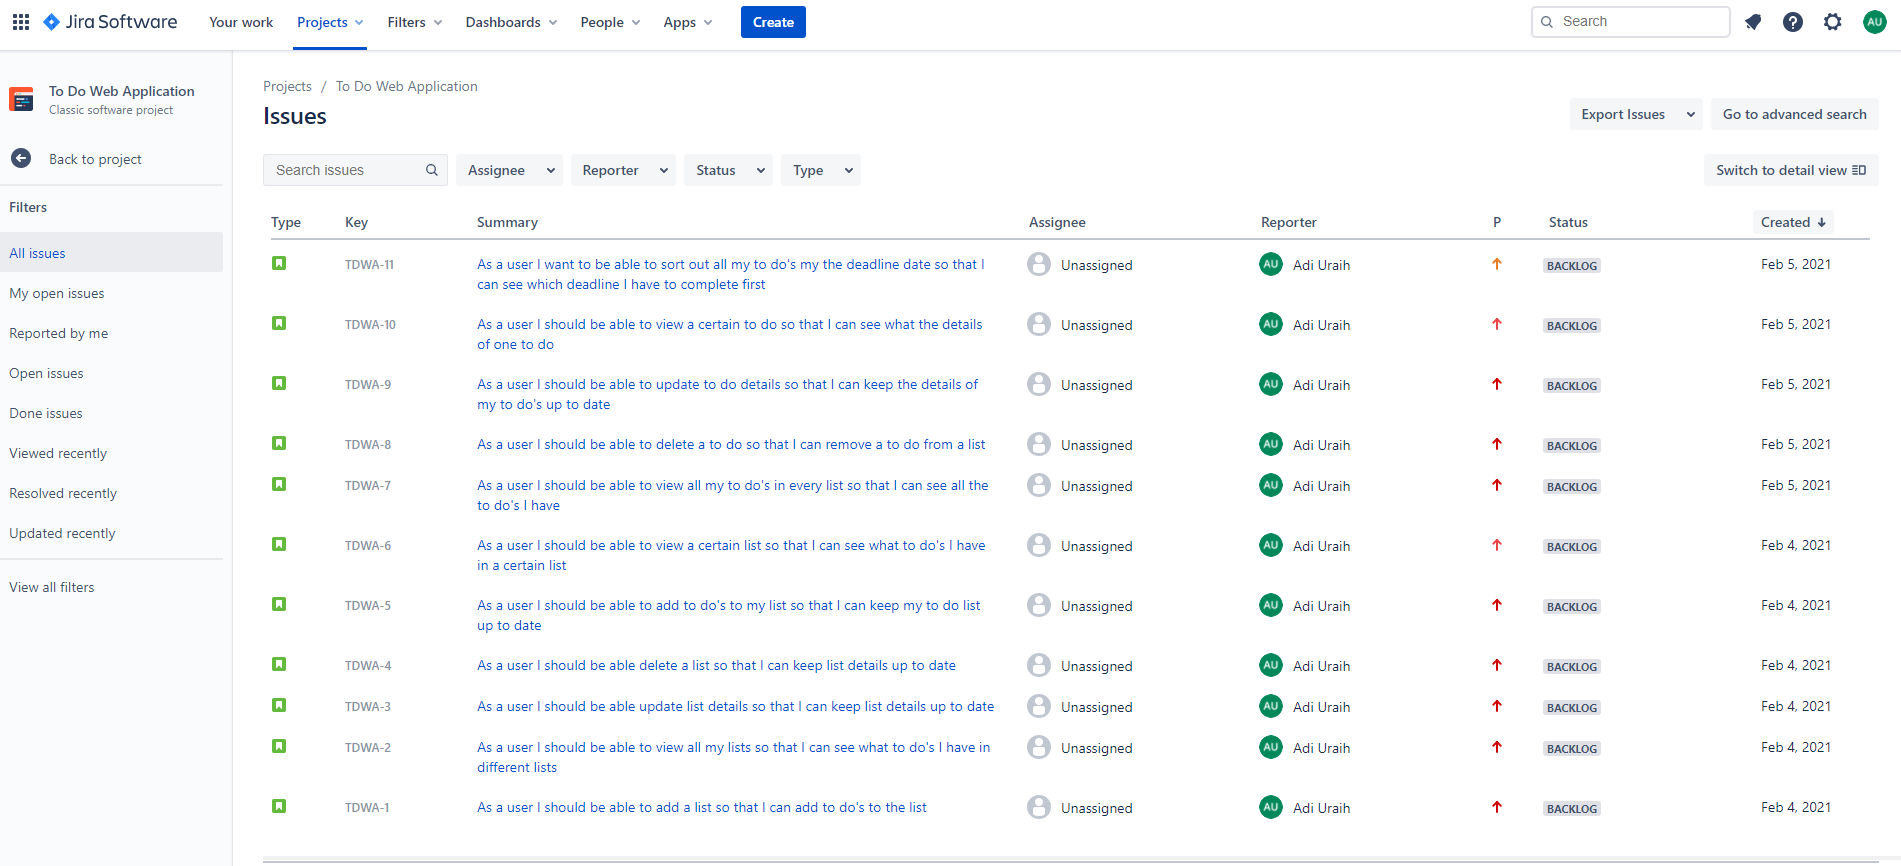 Jira Software Your work Projects Filters Dashboards People Apps Create Search AU
To Do Web Application
Classic software project
Back to project
Filters
All issues
My open issues
Reported by me
Open issues
Done issues
Viewed recently
Resolved recently
Updated recently
View all filters
Projects / To Do Web Application
Issues
Export Issues Go to advanced search
Search issues Assignee Reporter Status Type Switch to detail view
Type Key Summary Assignee Reporter P Status Created
TDWA-11 As a user I want to be able to sort out all my to do's my the deadline date so that I Unassigned AU Adi Uraih BACKLOG Feb 5, 2021
can see which deadline I have to complete first
TDWA-10 As a user I should be able to view a certain to do so that I can see what the details Unassigned AU Adi Uraih BACKLOG Feb 5, 2021
of one to do
TDWA-9 As a user I should be able to update to do details so that I can keep the details of Unassigned AU Adi Uraih BACKLOG Feb 5, 2021
my to do's up to date
TDWA-8 As a user I should be able to delete a to do so that I can remove a to do from a list Unassigned AU Adi Uraih BACKLOG Feb 5, 2021
TDWA-7 As a user I should be able to view all my to do's in every list so that I can see all the Unassigned AU Adi Uraih BACKLOG Feb 5, 2021
to do's I have
TDWA-6 As a user I should be able to view a certain list so that I can see what to do's I have Unassigned AU Adi Uraih BACKLOG Feb 4, 2021
in a certain list
TDWA-5 As a user I should be able to add to do's to my list so that I can keep my to do list Unassigned AU Adi Uraih BACKLOG Feb 4, 2021
up to date
TDWA-4 As a user I should be able delete a list so that I can keep list details up to date Unassigned AU Adi Uraih BACKLOG Feb 4, 2021
TDWA-3 As a user I should be able update list details so that I can keep list details up to date Unassigned AU Adi Uraih BACKLOG Feb 4, 2021
TDWA-2 As a user I should be able to view all my lists so that I can see what to do's I have in Unassigned AU Adi Uraih BACKLOG Feb 4, 2021
different lists
TDWA-1 As a user I should be able to add a list so that I can add to do's to the list Unassigned AU Adi Uraih BACKLOG Feb 4, 2021